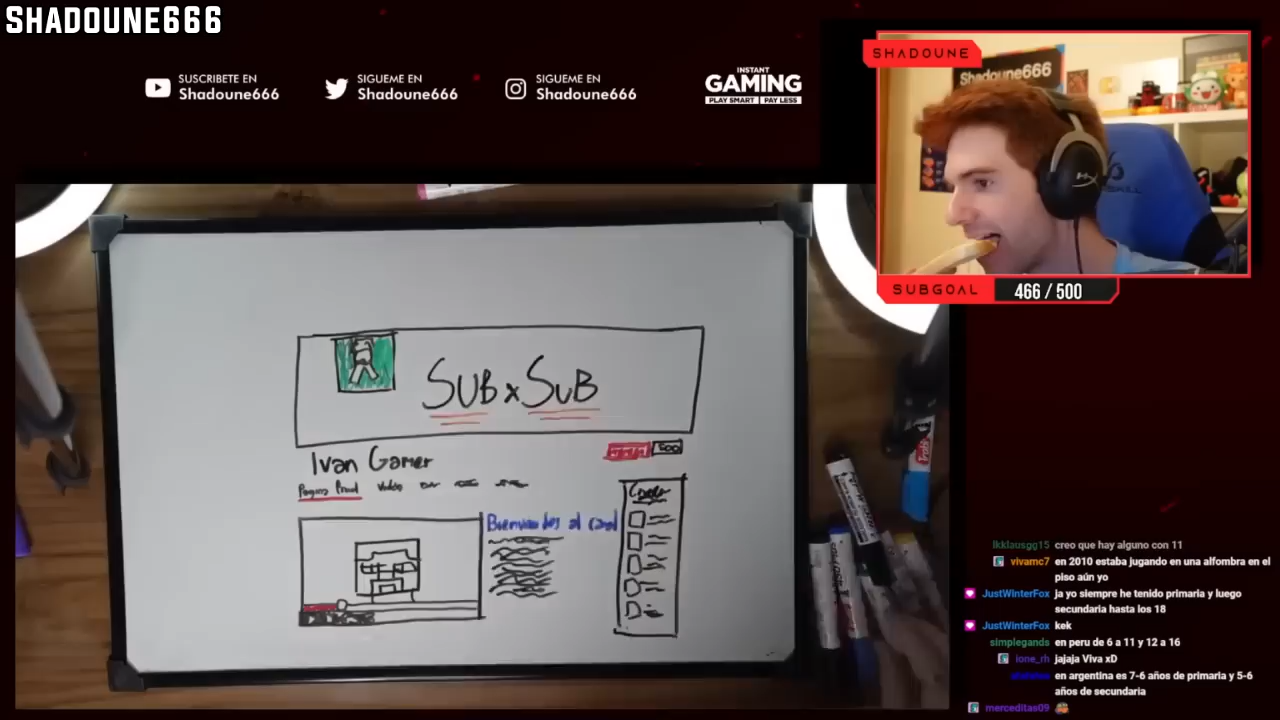 SHADOUNE666
SUSCRIBETE EN
Shadoune666
SIGUEME EN
Shadoune666
SIGUEME EN
Shadoune666
INSTANT
GAMING
PLAY SMART | PAY LESS
SHADOUNE
Shadoune666
SUBGOAL 466 / 500
SUB x SUB
Ivan Gamer
Bienvenidos al canal
lkklausgg15 creo que hay alguno con 11
vivamc7 en 2010 estaba jugando en una alfombra en el
piso aún yo
JustWinterFox ja yo siempre he tenido primaria y luego
secundaria hasta los 18
JustWinterFox kek
simplegands en peru de 6 a 11 y 12 a 16
ione_rh jajaja Viva xD
en argentina es 7-6 años de primaria y 5-6
años de secundaria
merceditas09